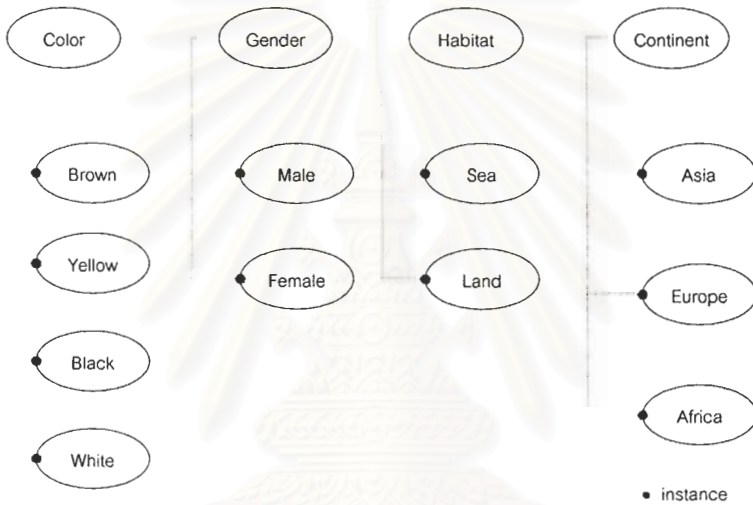 Color
Gender
Habitat
Continent
Brown
Male
Sea
Asia
Yellow
Female
Land
Europe
Black
Africa
White
instance